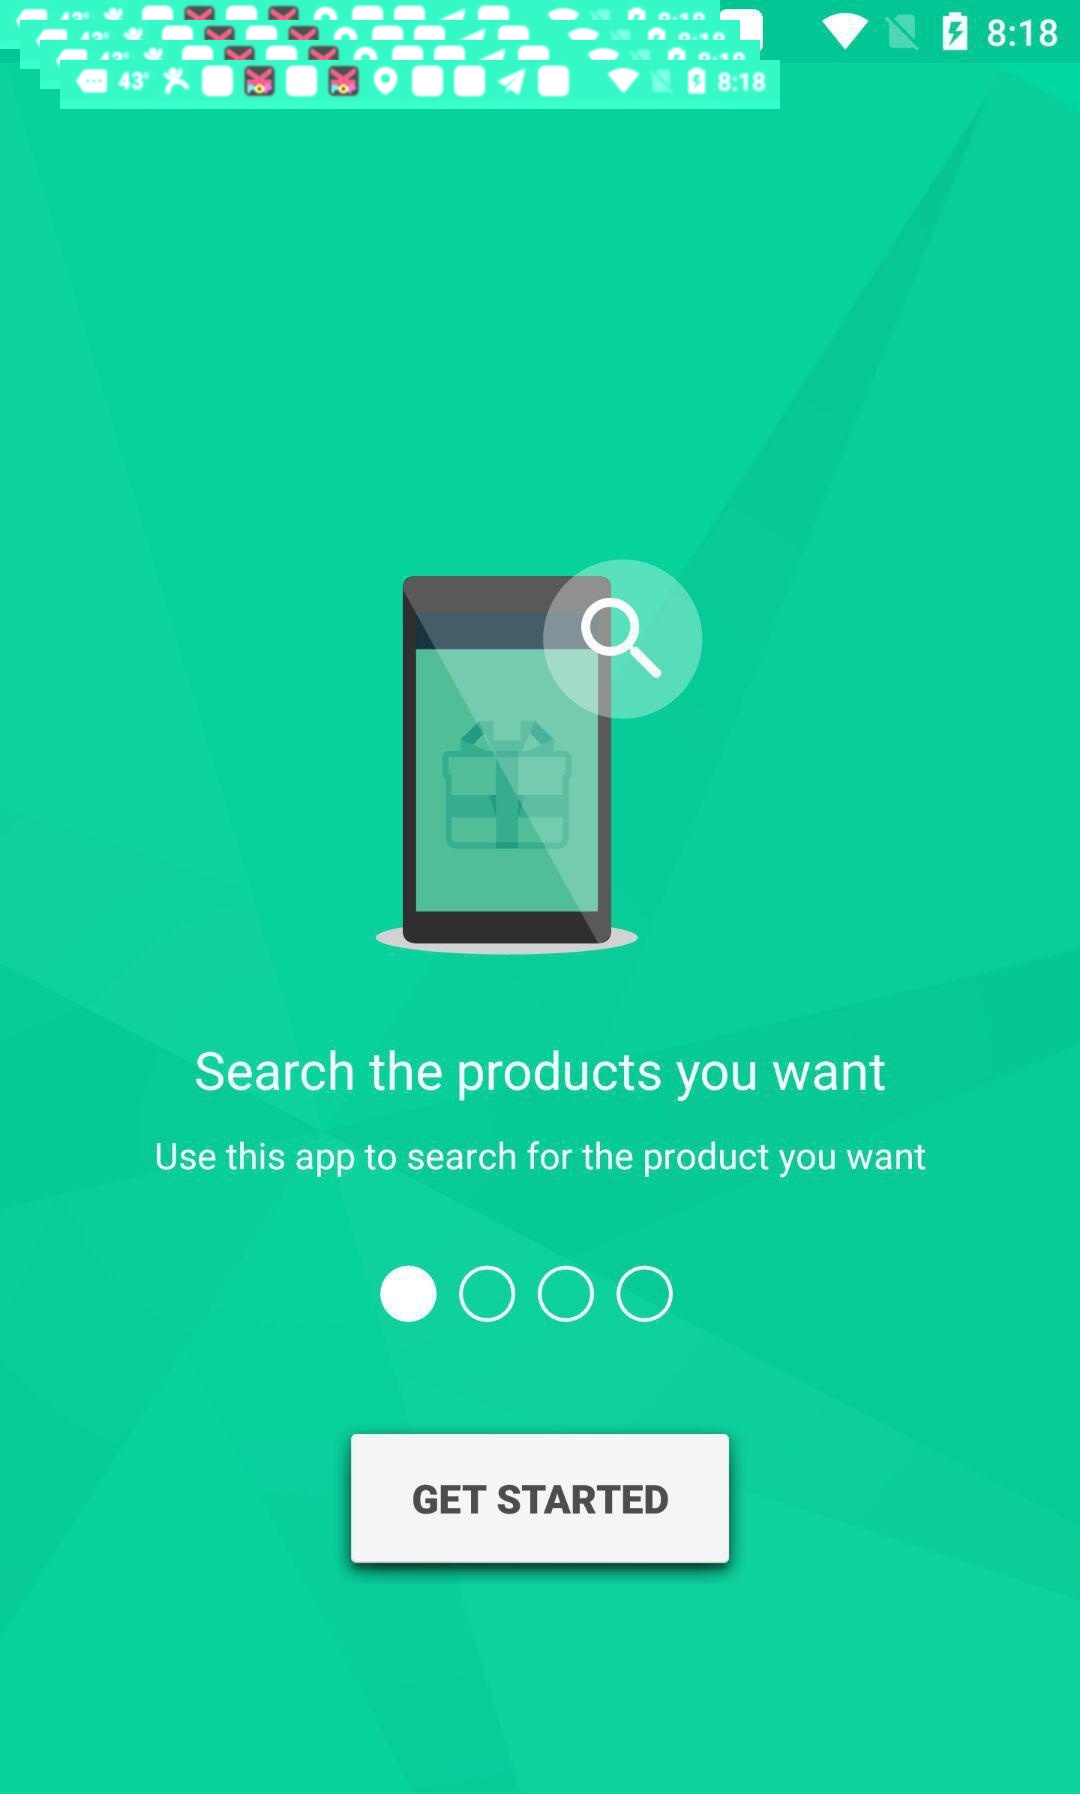 8:18
43° 8:18
Search the products you want
Use this app to search for the product you want
GET STARTED